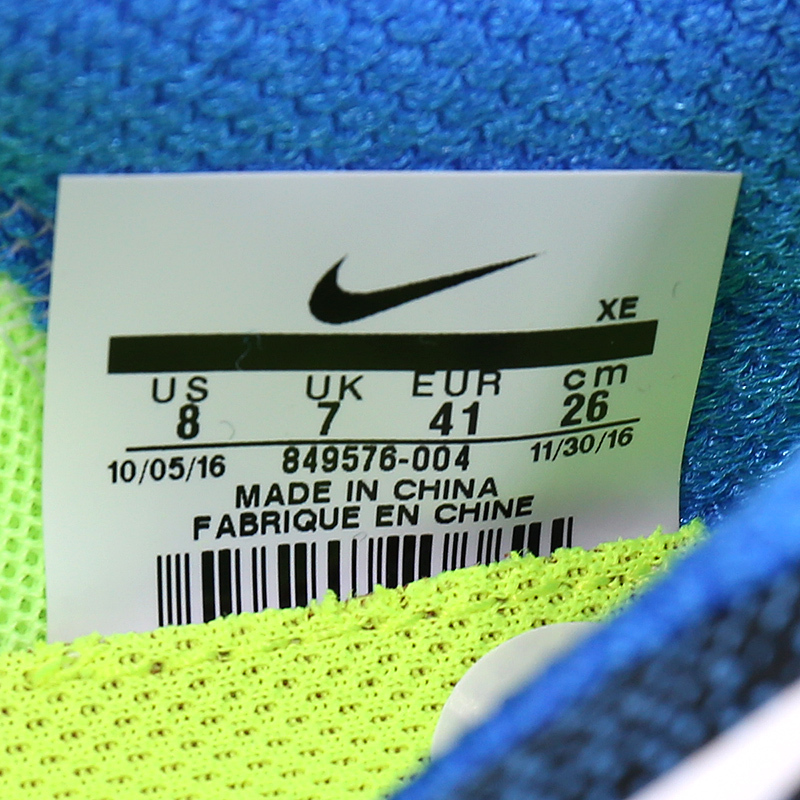 XE
US UK EUR cm
8 7 41 26
10/05/16 849576-004 11/30/16
MADE IN CHINA
FABRIQUE EN CHINE